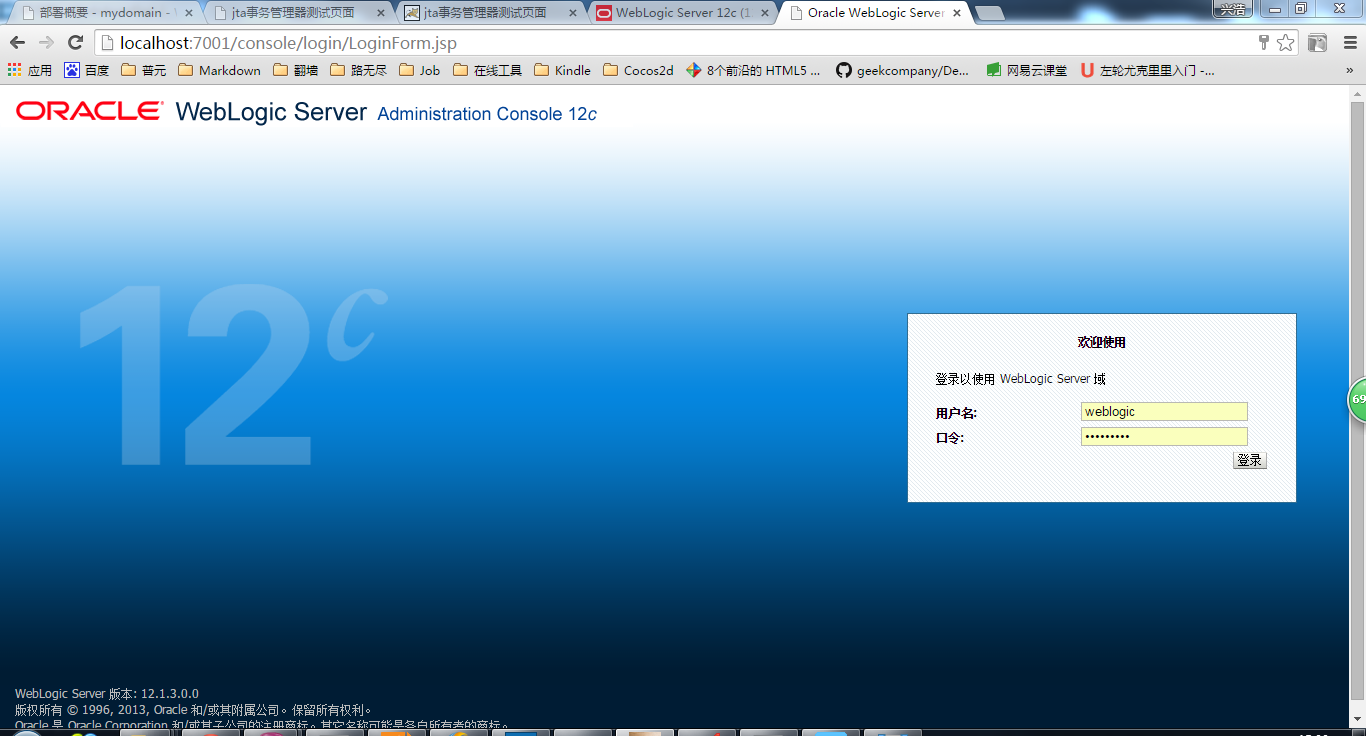 部署概要 - mydomain - W
jta事务管理器测试页面
jta事务管理器测试页面
WebLogic Server 12c (1
Oracle WebLogic Server
兴浩
localhost:7001/console/login/LoginForm.jsp
应用 百度 普元 Markdown 翻墙 路无尽 Job 在线工具 Kindle Cocos2d 8个前沿的 HTML5 ... geekcompany/De... 网易云课堂 左轮尤克里里入门 -... »
ORACLE WebLogic Server Administration Console 12c
12c
欢迎使用
登录以使用 WebLogic Server 域
用户名: weblogic
口令: •••••••••
登录
69
WebLogic Server 版本: 12.1.3.0.0
版权所有 © 1996, 2013, Oracle 和/或其附属公司。保留所有权利。
Oracle 是 Oracle Corporation 和/或其子公司的注册商标。其它名称可能是各自所有者的商标。